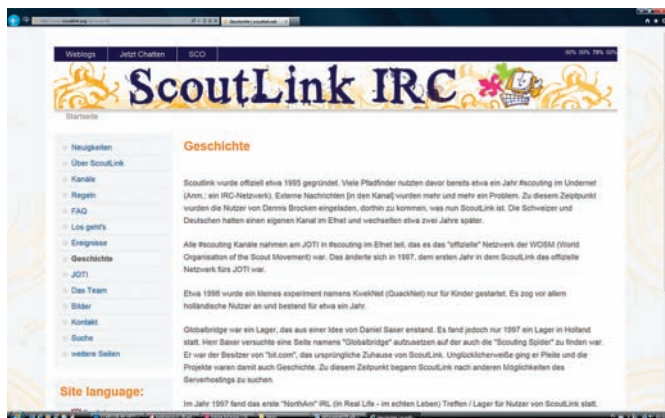 Geschichte | scoutlink.net
Weblogs
Jetzt Chatten
SCO
ScoutLink IRC
Startseite
Neuigkeiten
Über ScoutLink
Kanäle
Regeln
FAQ
Los geht's
Ereignisse
Geschichte
JOTI
Das Team
Bilder
Kontakt
Suche
weitere Seiten
Site language:
Geschichte
Scoutlink wurde offiziell etwa 1995 gegründet. Viele Pfadfinder nutzten davor bereits etwa ein Jahr #scouting im Undernet
(Anm.: ein IRC-Netzwerk). Externe Nachrichten [in den Kanal] wurden mehr und mehr ein Problem. Zu diesem Zeiptpunkt
wurden die Nutzer von Dennis Brocken eingeladen, dorthin zu kommen, was nun ScoutLink ist. Die Schweizer und
Deutschen hatten einen eigenen Kanal im Efnet und wechselten etwa zwei Jahre später.
Alle #scouting Kanäle nahmen am JOTI in #scouting im Efnet teil, das es das "offizielle" Netzwerk der WOSM (World
Organisation of the Scout Movement) war. Das änderte sich in 1997, dem ersten Jahr in dem ScoutLink das offizielle
Netzwerk fürs JOTI war.
Etwa 1996 wurde ein kleines experiment namens KwekNet (QuackNet) nur für Kinder gestartet. Es zog vor allem
holländische Nutzer an und bestand für etwa ein Jahr.
Globalbridge war ein Lager, das aus einer Idee von Daniel Saxer enstand. Es fand jedoch nur 1997 ein Lager in Holland
statt. Herr Saxer versuchte eine Seite namens "Globalbridge" aufzusetzen auf der auch die "Scouting Spider" zu finden war.
Er war der Besitzer von "bit.com", das ursprüngliche Zuhause von ScoutLink. Unglücklicherweiße ging er Pleite und die
Projekte waren damit auch Geschichte. Zu diesem Zeitpunkt begann ScoutLink nach anderen Möglichkeiten des
Serverhostings zu suchen.
Im Jahr 1997 fand das erste "NorthAm" IRL (In Real Life - im echten Leben) Treffen / Lager für Nutzer von ScoutLink statt.